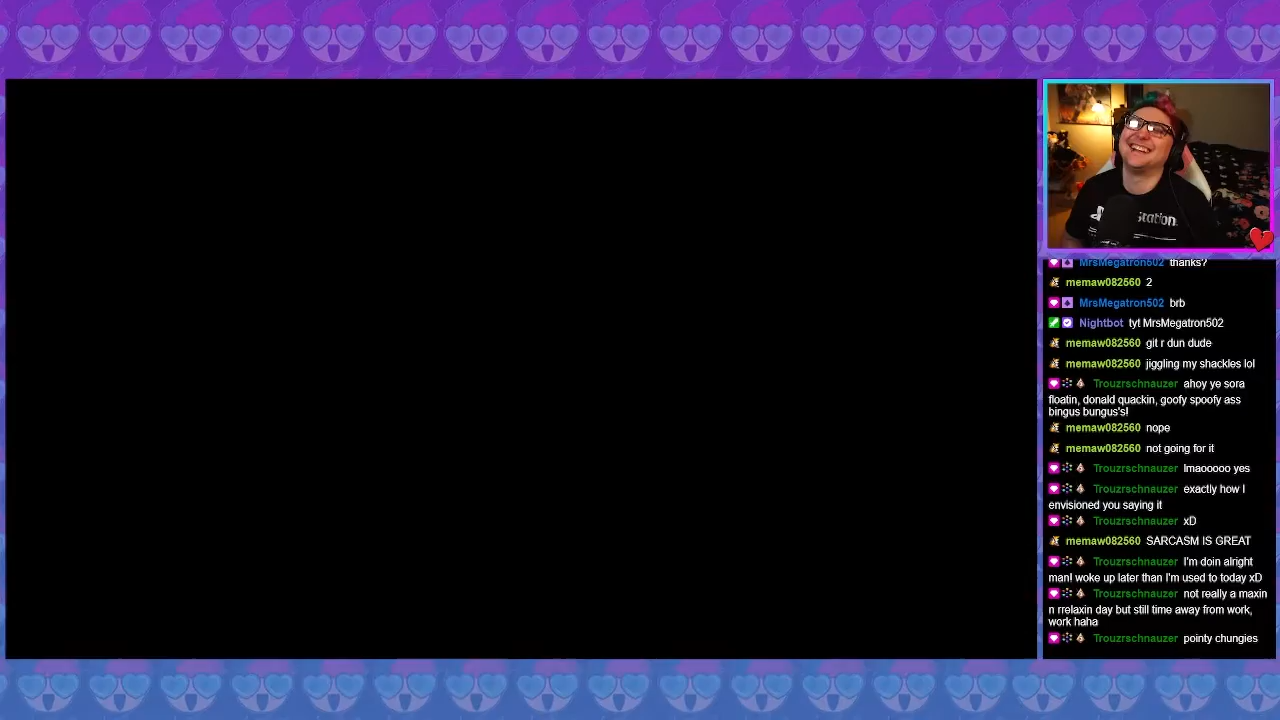 Station
MrsMegatron502 thanks?
memaw082560 2
MrsMegatron502 brb
Nightbot tyt MrsMegatron502
memaw082560 git r dun dude
memaw082560 jiggling my shackles lol
Trouzrschnauzer ahoy ye sora
floatin, donald quackin, goofy spoofy ass
bingus bungus's!
memaw082560 nope
memaw082560 not going for it
Trouzrschnauzer lmaooooo yes
Trouzrschnauzer exactly how I
envisioned you saying it
Trouzrschnauzer xD
memaw082560 SARCASM IS GREAT
Trouzrschnauzer I'm doin alright
man! woke up later than I'm used to today xD
Trouzrschnauzer not really a maxin
n rrelaxin day but still time away from work,
work haha
Trouzrschnauzer pointy chungies